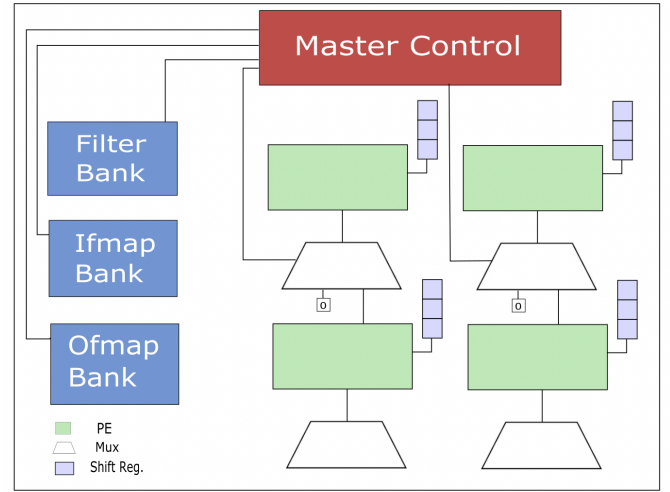 Master Control
Filter
Bank
Ifmap
Bank
Ofmap
Bank
0
0
PE
Mux
Shift Reg.